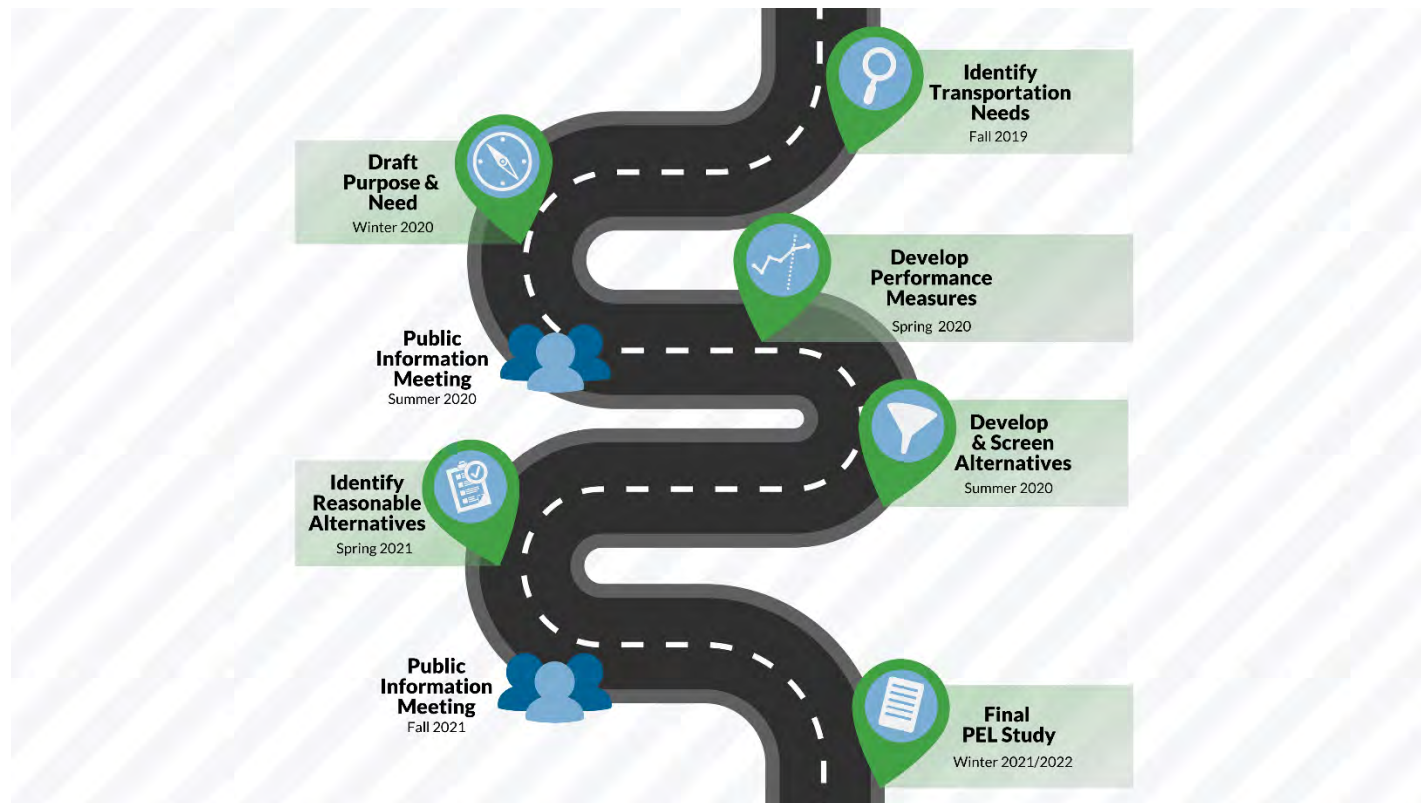 Identify
Transportation
Needs
Fall 2019
Draft
Purpose &
Need
Winter 2020
Develop
Performance
Measures
Spring 2020
Public
Information
Meeting
Summer 2020
Develop
& Screen
Alternatives
Summer 2020
Identify
Reasonable
Alternatives
Spring 2021
Public
Information
Meeting
Fall 2021
Final
PEL Study
Winter 2021/2022